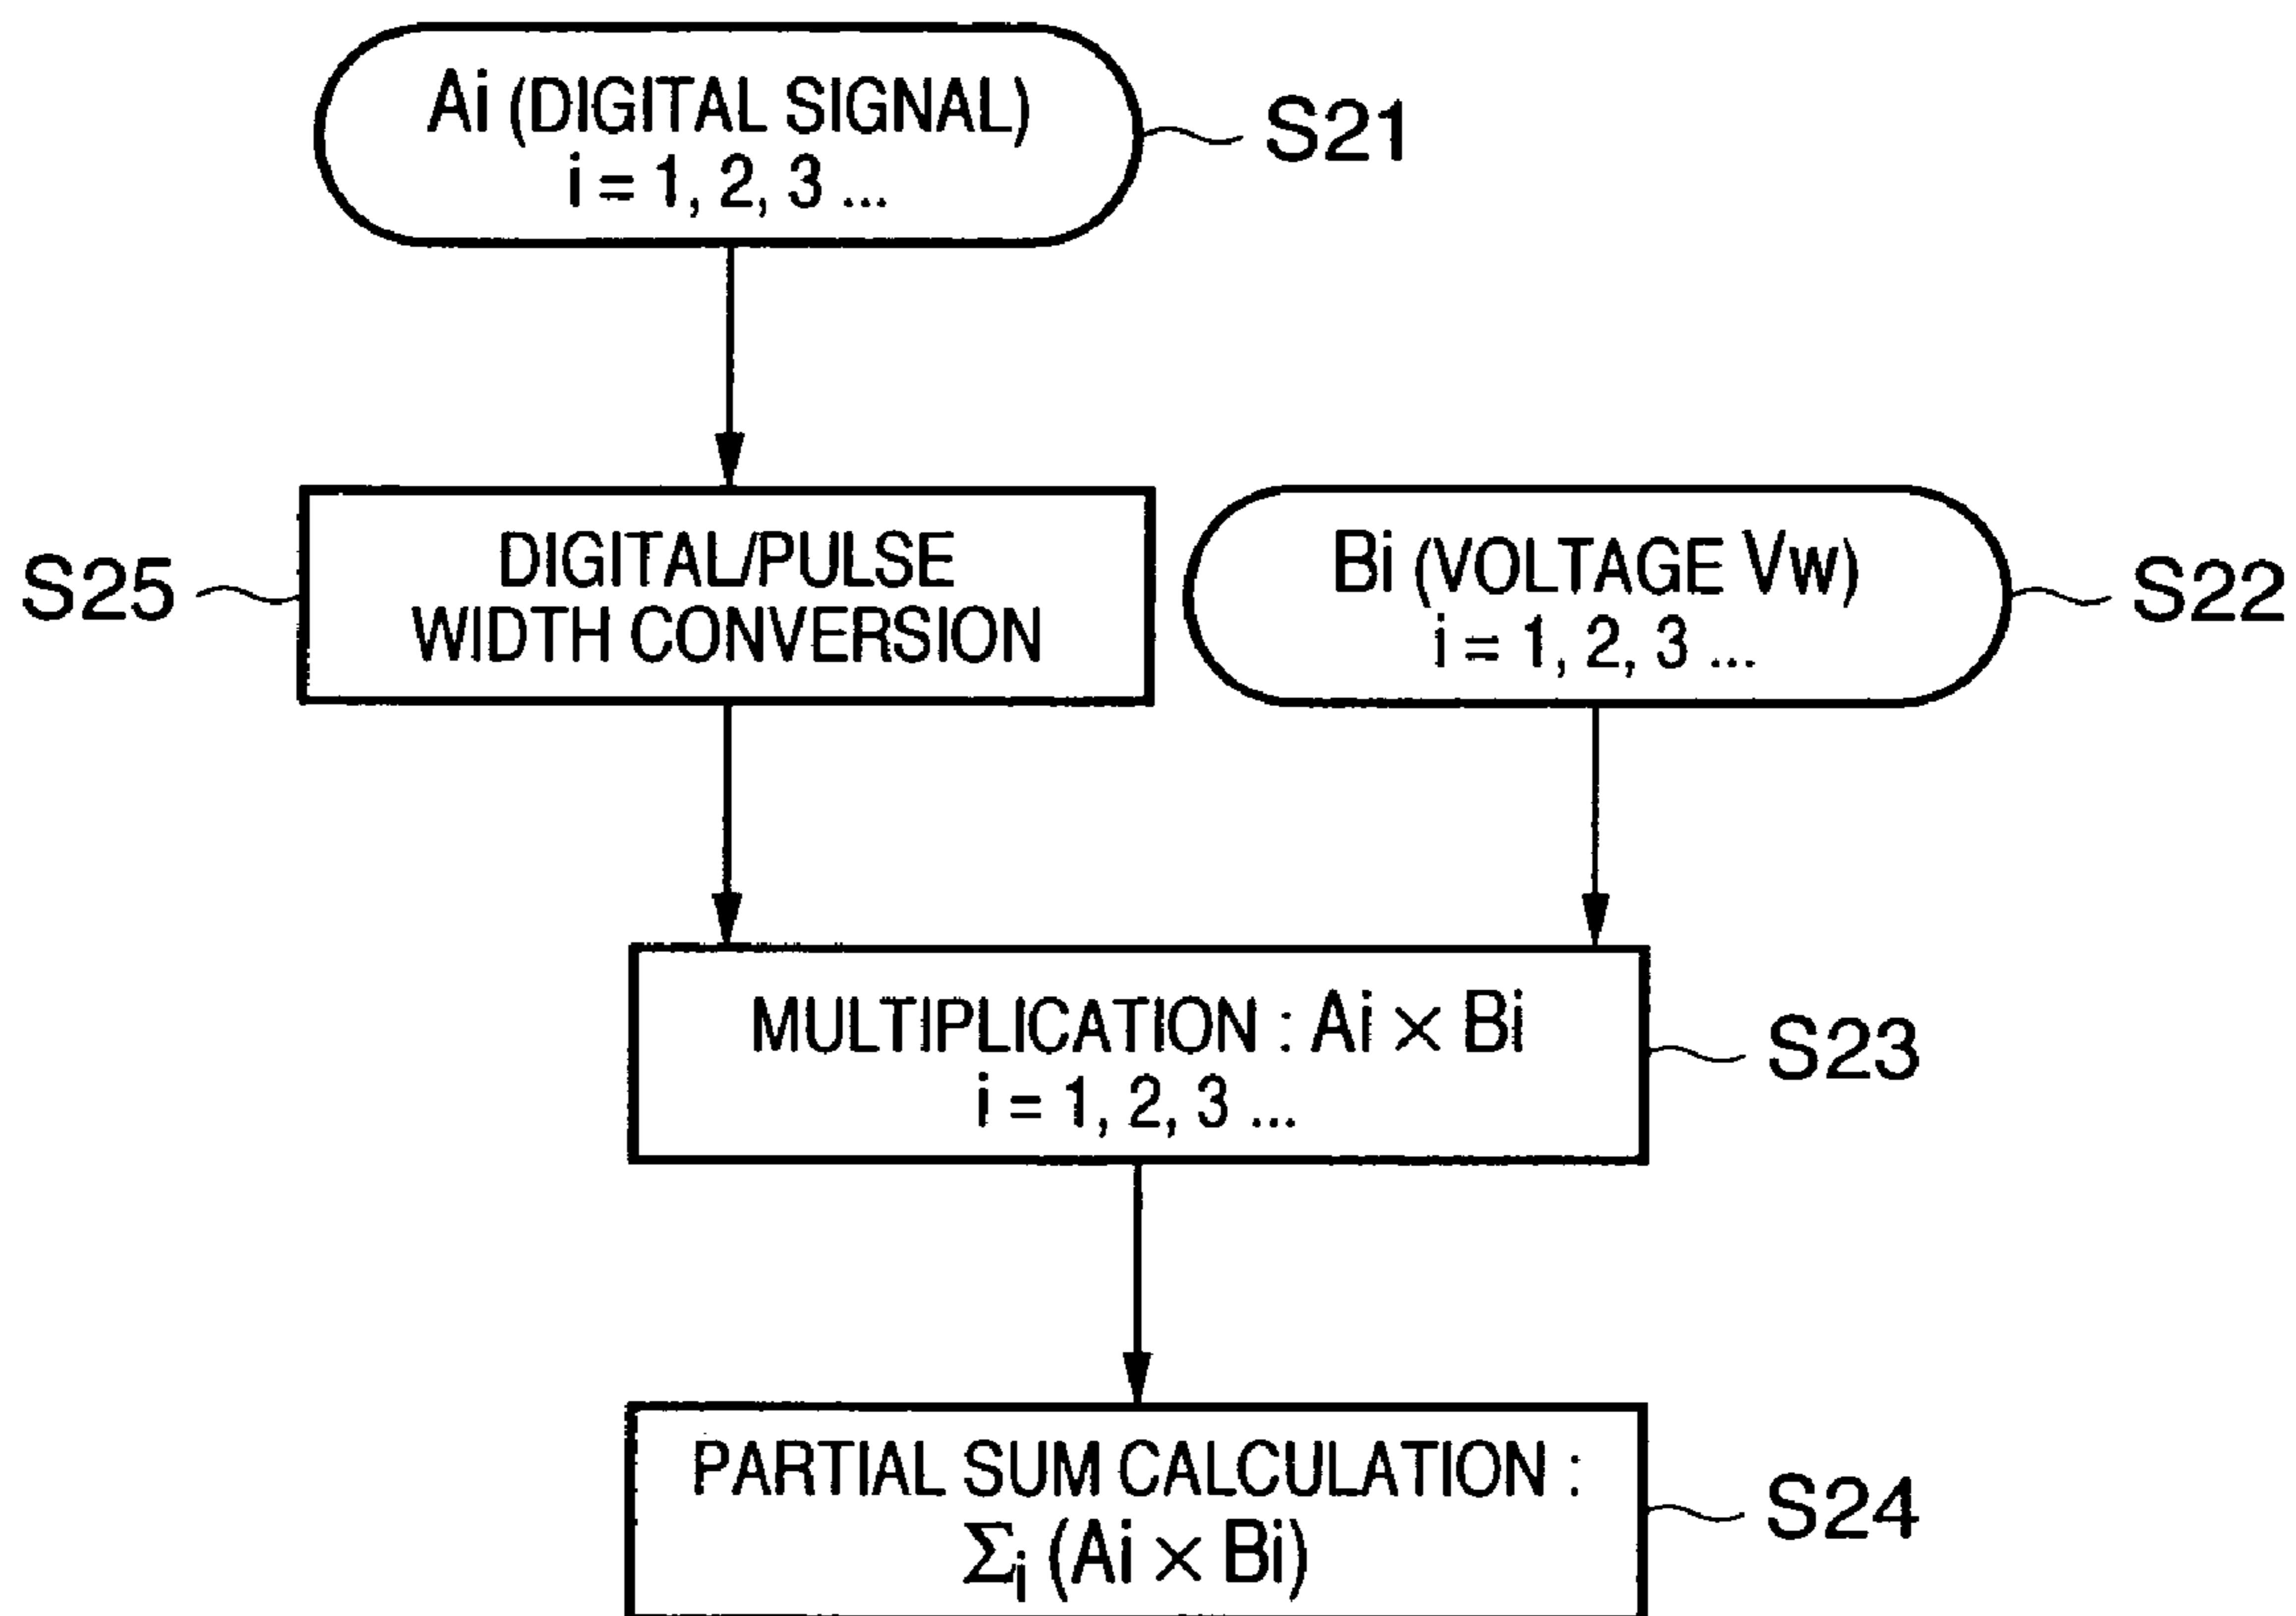 Ai (DIGITAL SIGNAL)
i = 1, 2, 3 ...
S21
S25
DIGITAL/PULSE
WIDTH CONVERSION
Bi (VOLTAGE Vw)
i = 1, 2, 3 ...
S22
MULTIPLICATION : Ai × Bi
i = 1, 2, 3 ...
S23
PARTIAL SUM CALCULATION :
Σi (Ai × Bi)
S24